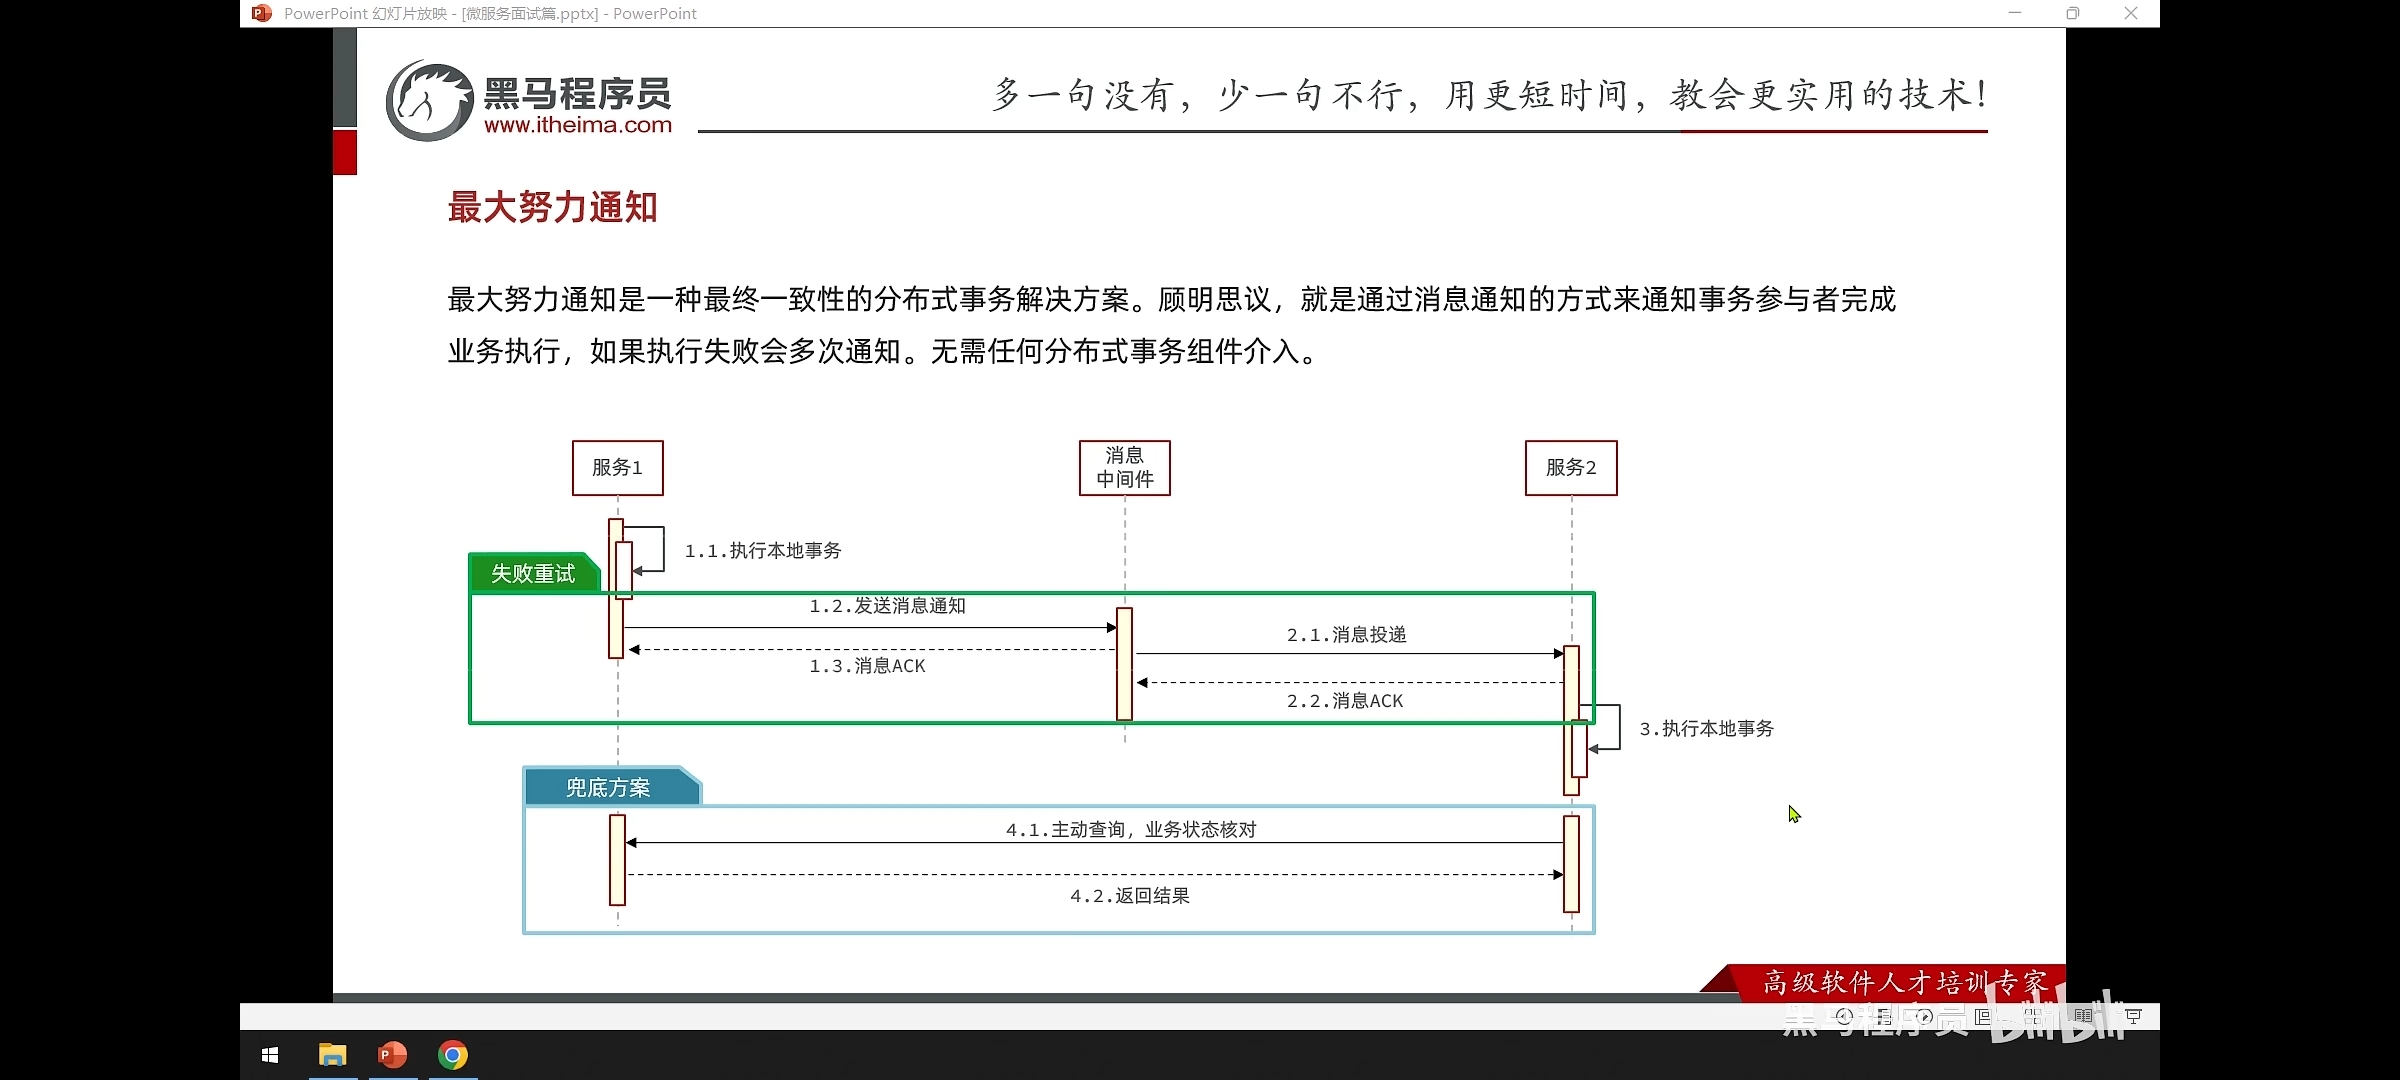 PowerPoint 幻灯片放映 - [微服务面试篇.pptx] - PowerPoint
黑马程序员
www.itheima.com
多一句没有，少一句不行，用更短时间，教会更实用的技术！
最大努力通知
最大努力通知是一种最终一致性的分布式事务解决方案。顾明思议，就是通过消息通知的方式来通知事务参与者完成
业务执行，如果执行失败会多次通知。无需任何分布式事务组件介入。
服务1
消息
中间件
服务2
1.1.执行本地事务
失败重试
1.2.发送消息通知
2.1.消息投递
1.3.消息ACK
2.2.消息ACK
3.执行本地事务
兜底方案
4.1.主动查询，业务状态核对
4.2.返回结果
高级软件人才培训专家
黑马程序员 bilibili